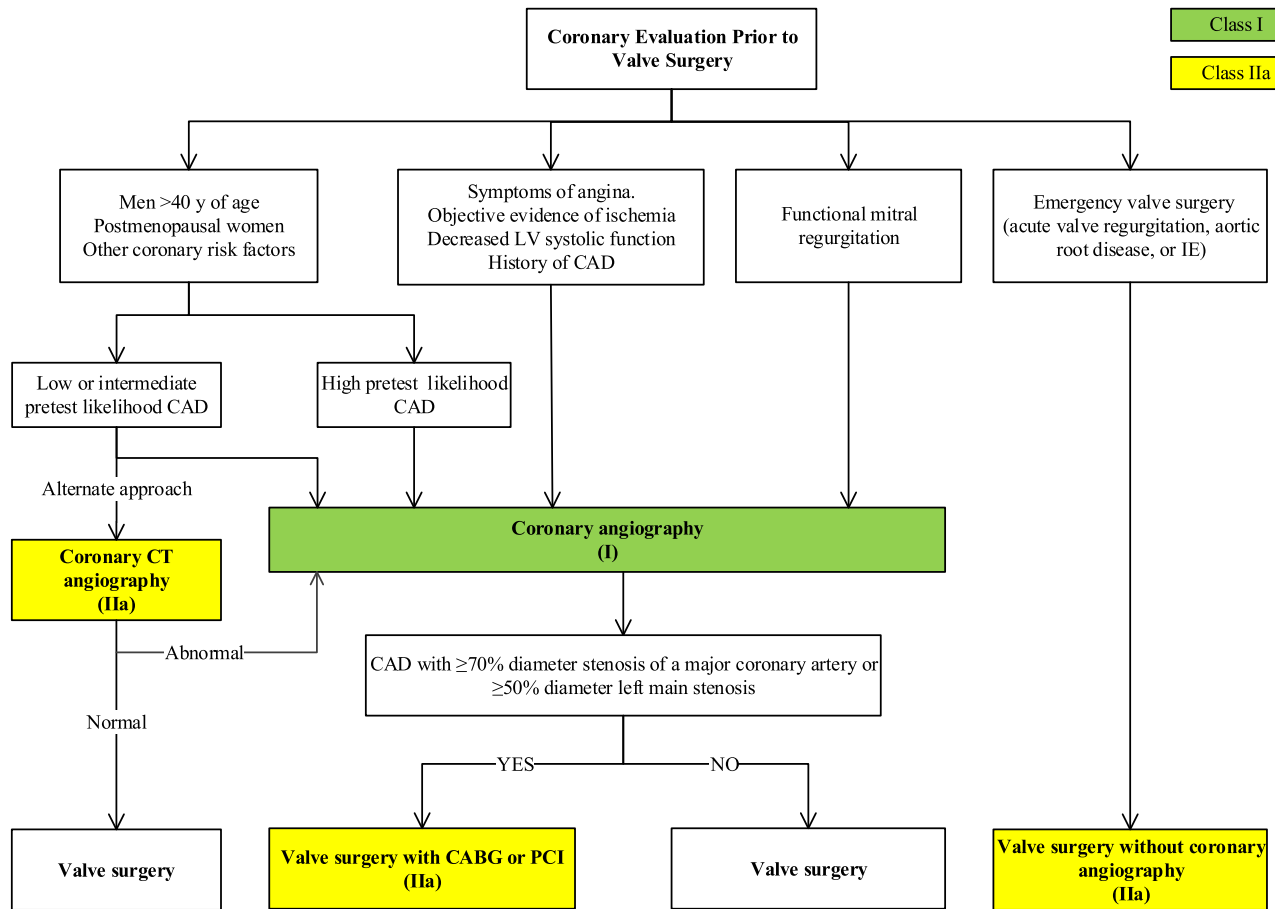 Coronary Evaluation Prior to
Valve Surgery
Class I
Class IIa
Men >40 y of age
Postmenopausal women
Other coronary risk factors
Symptoms of angina.
Objective evidence of ischemia
Decreased LV systolic function
History of CAD
Functional mitral
regurgitation
Emergency valve surgery
(acute valve regurgitation, aortic
root disease, or IE)
Low or intermediate
pretest likelihood CAD
High pretest likelihood
CAD
Alternate approach
Coronary angiography
(I)
Coronary CT
angiography
(IIa)
Abnormal
CAD with ≥70% diameter stenosis of a major coronary artery or
≥50% diameter left main stenosis
Normal
YES
NO
Valve surgery
Valve surgery with CABG or PCI
(IIa)
Valve surgery
Valve surgery without coronary
angiography
(IIa)